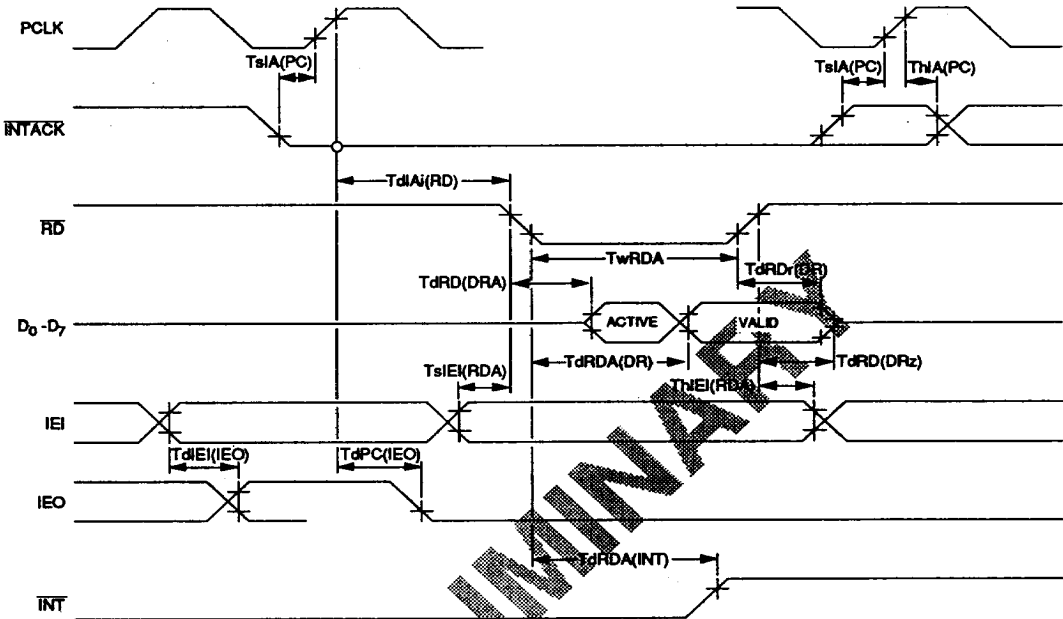 PCLK
TsIA(PC)
TsIA(PC)
ThIA(PC)
INTACK
TdIAi(RD)
RD
TwRDA
TdRD(DRA)
TdRDr(DR)
D0 -D7
ACTIVE
VALID
TdRDA(DR)
TdRD(DRz)
TsIEI(RDA)
ThIEI(RDA)
IEI
TdIEI(IEO)
TdPC(IEO)
IEO
TdRDA(INT)
INT
IMINARY